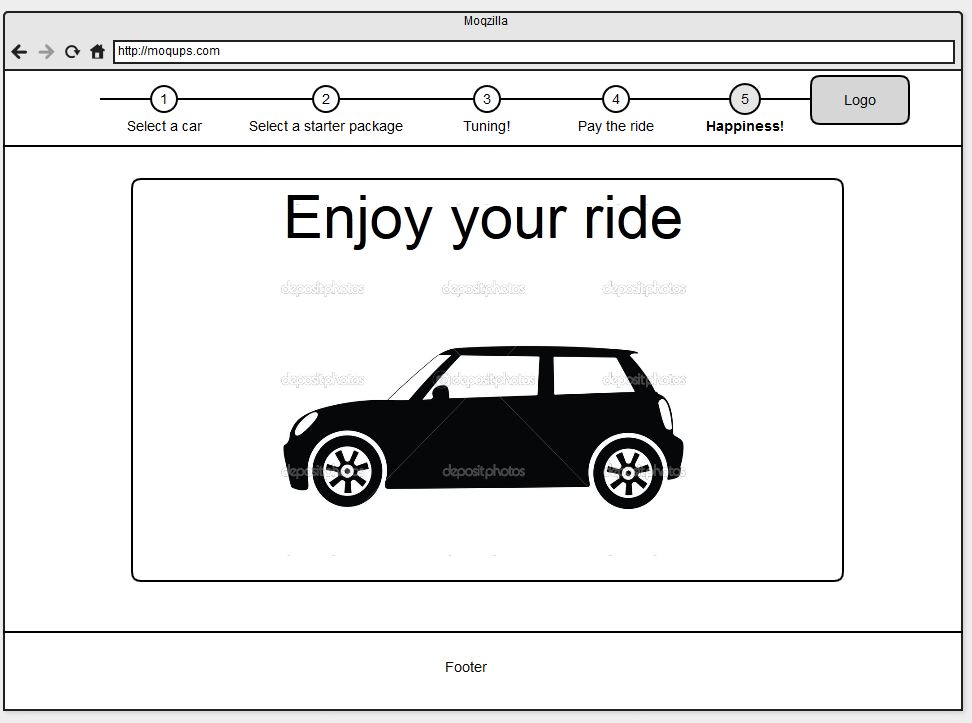 Moqzilla
http://moqups.com
1 2 3 4 5
Logo
Select a car Select a starter package Tuning! Pay the ride Happiness!
Enjoy your ride
depositphotos depositphotos depositphotos
depositphotos depositphotos depositphotos
depositphotos depositphotos depositphotos
Footer